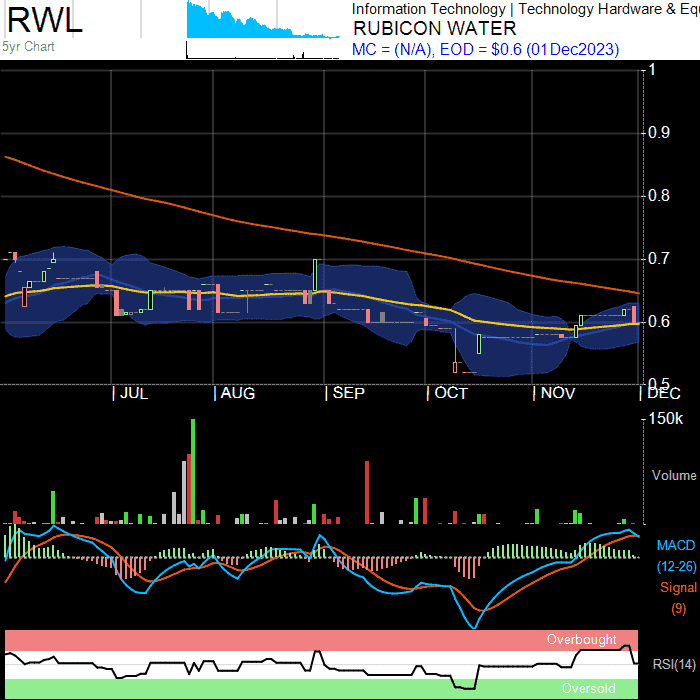 RWL
5yr Chart
Information Technology | Technology Hardware & Equ
RUBICON WATER
MC = (N/A), EOD = $0.6 (01Dec2023)
1
0.9
0.8
0.7
0.6
0.5
JUL AUG SEP OCT NOV DEC
150k
Volume
MACD
(12-26)
Signal
(9)
Overbought
RSI(14)
Oversold